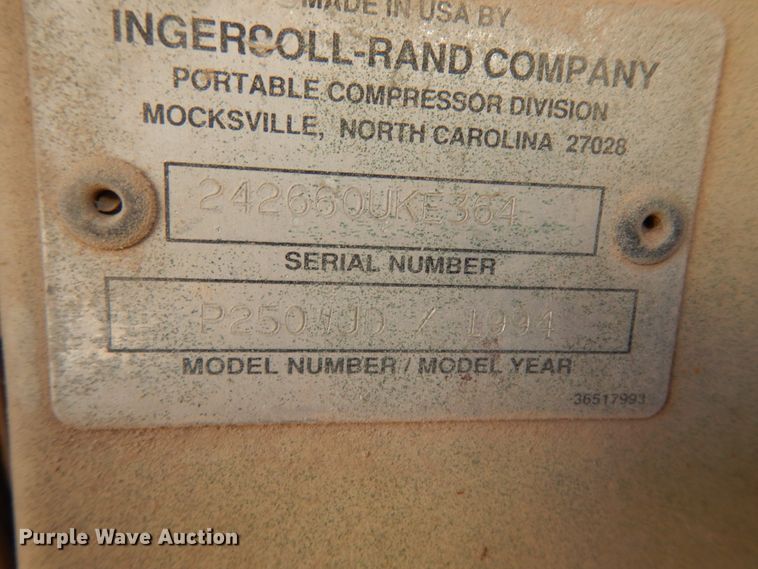 MADE IN USA BY
INGERSOLL-RAND COMPANY
PORTABLE COMPRESSOR DIVISION
MOCKSVILLE, NORTH CAROLINA 27028
242660UKE364
SERIAL NUMBER
P250WJD / 1994
MODEL NUMBER / MODEL YEAR
36517993
Purple Wave Auction